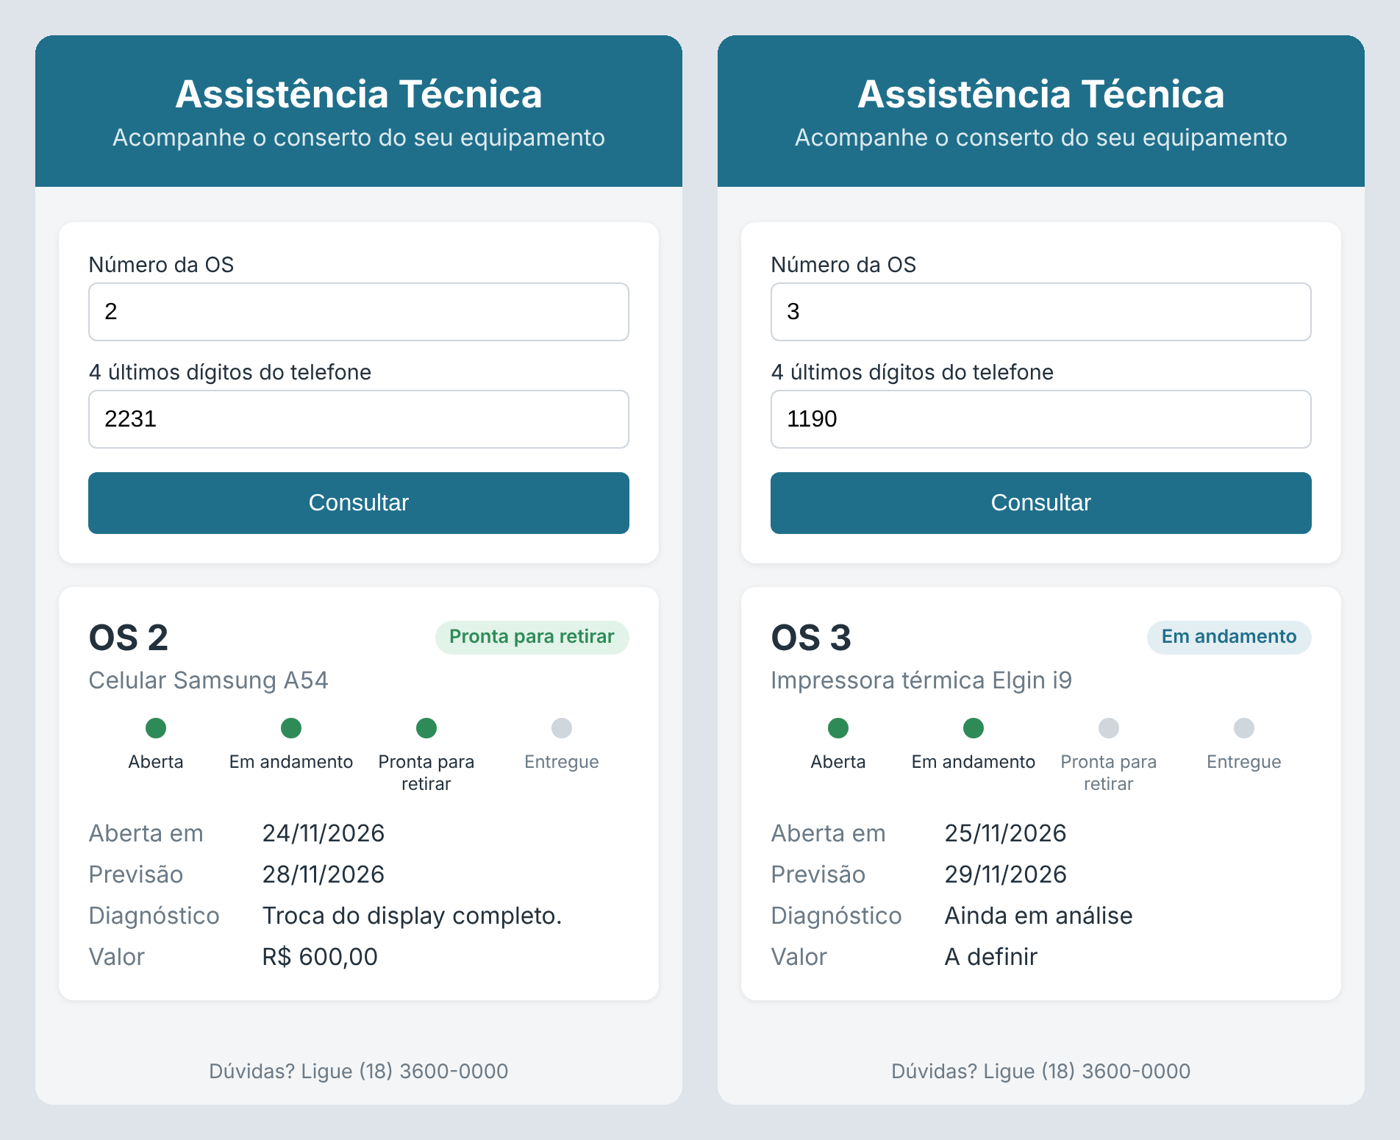 Assistência Técnica
Acompanhe o conserto do seu equipamento
Número da OS
2
4 últimos dígitos do telefone
2231
Consultar
OS 2
Pronta para retirar
Celular Samsung A54
Aberta
Em andamento
Pronta para
retirar
Entregue
Aberta em 24/11/2026
Previsão 28/11/2026
Diagnóstico Troca do display completo.
Valor R$ 600,00
Dúvidas? Ligue (18) 3600-0000
Assistência Técnica
Acompanhe o conserto do seu equipamento
Número da OS
3
4 últimos dígitos do telefone
1190
Consultar
OS 3
Em andamento
Impressora térmica Elgin i9
Aberta
Em andamento
Pronta para
retirar
Entregue
Aberta em 25/11/2026
Previsão 29/11/2026
Diagnóstico Ainda em análise
Valor A definir
Dúvidas? Ligue (18) 3600-0000